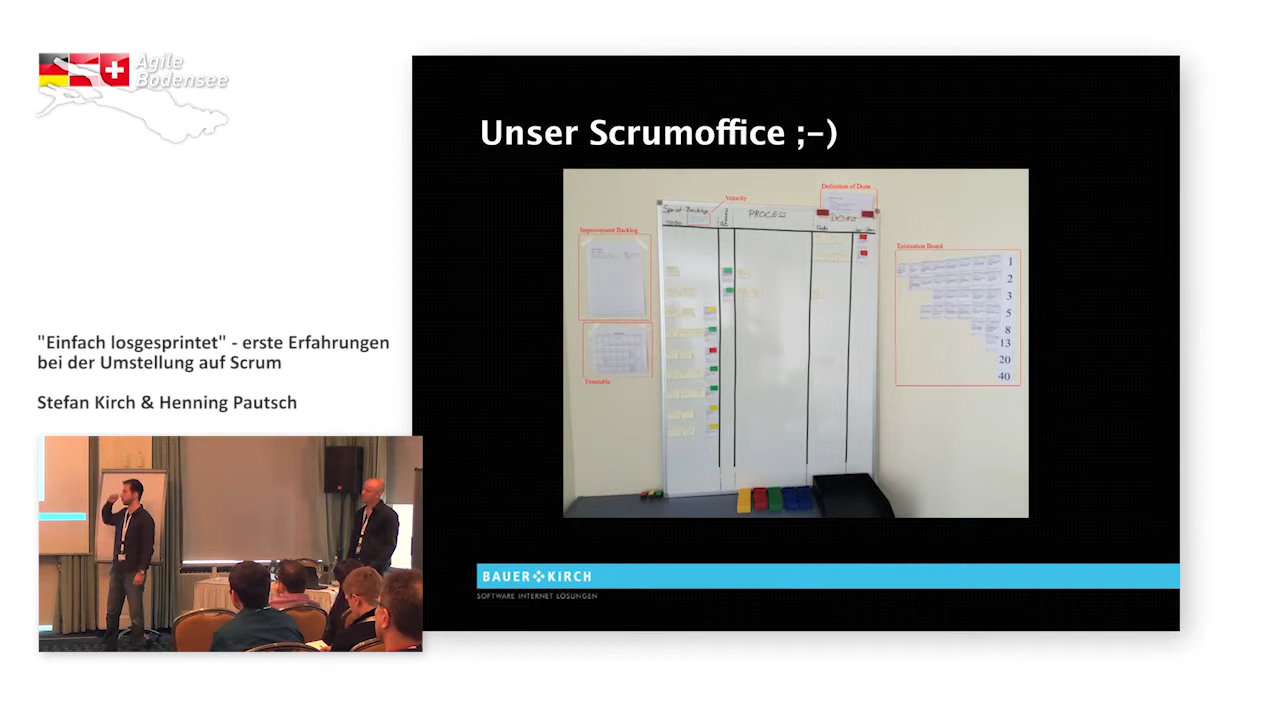 Agile
Bodensee
"Einfach losgesprintet" - erste Erfahrungen
bei der Umstellung auf Scrum
Stefan Kirch & Henning Pautsch
Unser Scrumoffice ;-)
Definition of Done
Velocity
Sprint-Backlog
PROCESS
DONE
Improvement Backlog
Timetable
Estimation Board
1
2
3
5
8
13
20
40
BAUER KIRCH
SOFTWARE INTERNET LÖSUNGEN